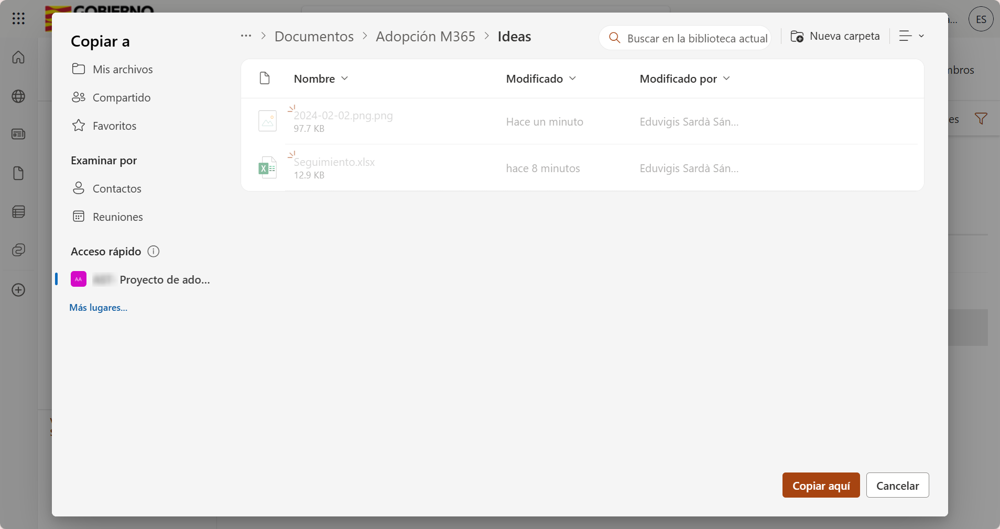 GOBIERNO
ES
Copiar a
Mis archivos
Compartido
Favoritos
Examinar por
Contactos
Reuniones
Acceso rápido
AA Proyecto de ado...
Más lugares...
··· > Documentos > Adopción M365 > Ideas
Buscar en la biblioteca actual
Nueva carpeta
Nombre Modificado Modificado por
2024-02-02.png.png Hace un minuto Eduvigis Sardà Sán...
97.7 KB
Seguimiento.xlsx hace 8 minutos Eduvigis Sardà Sán...
12.9 KB
Copiar aquí Cancelar